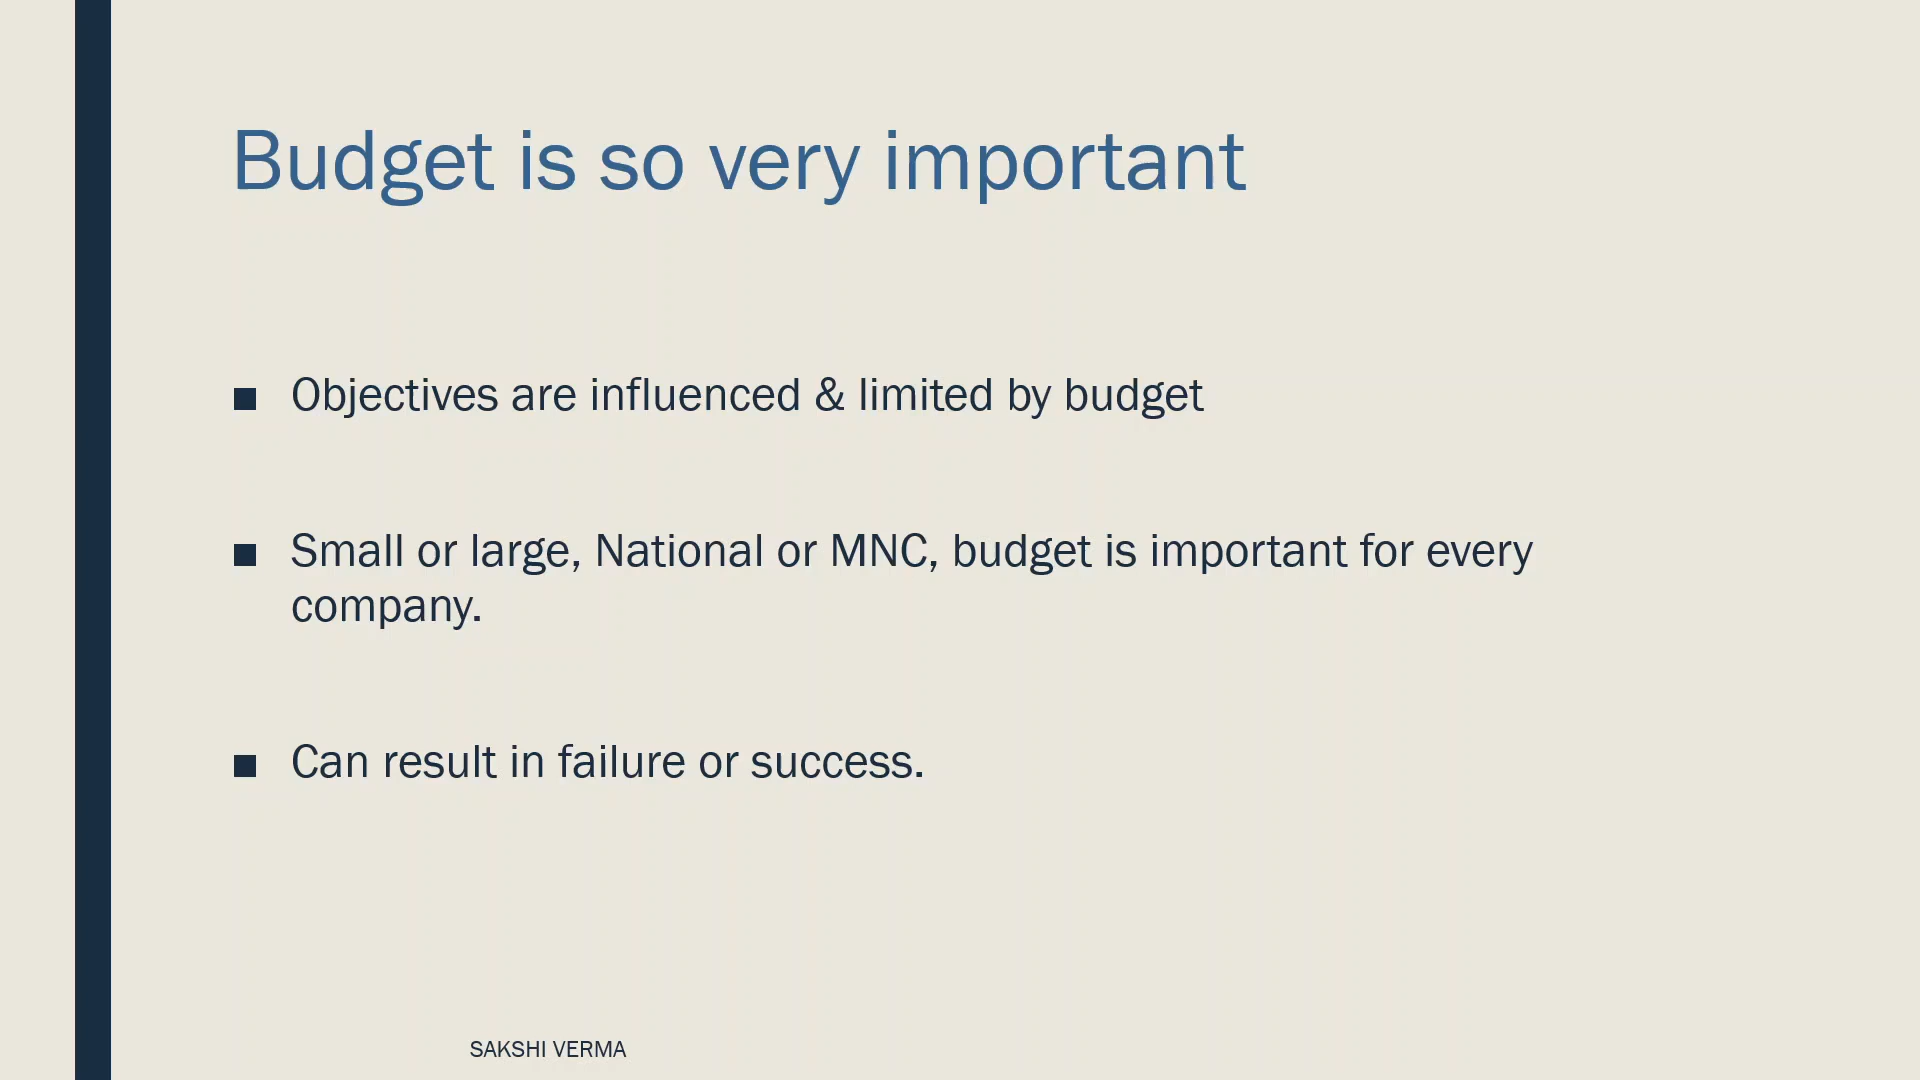 Budget is so very important
■ Objectives are influenced & limited by budget
■ Small or large, National or MNC, budget is important for every
company.
■ Can result in failure or success.
SAKSHI VERMA